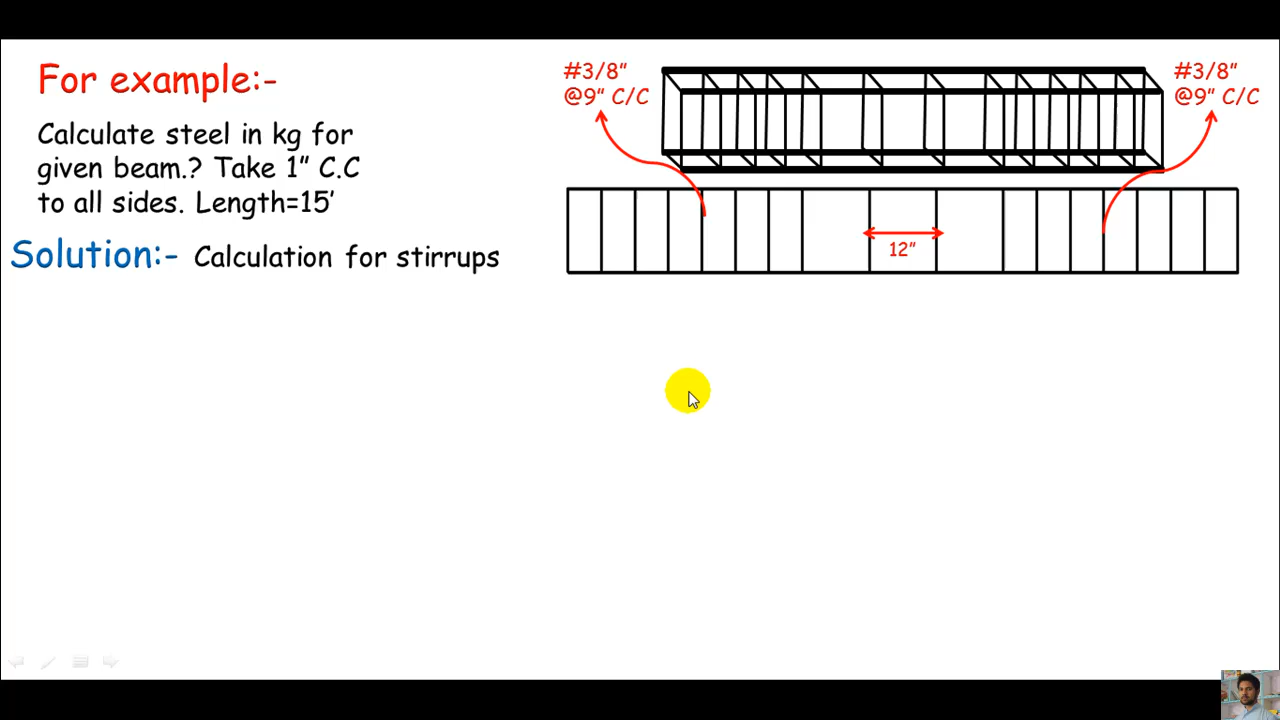 For example:-
Calculate steel in kg for
given beam.? Take 1" C.C
to all sides. Length=15'
Solution:- Calculation for stirrups
#3/8"
@9" C/C
#3/8"
@9" C/C
12"